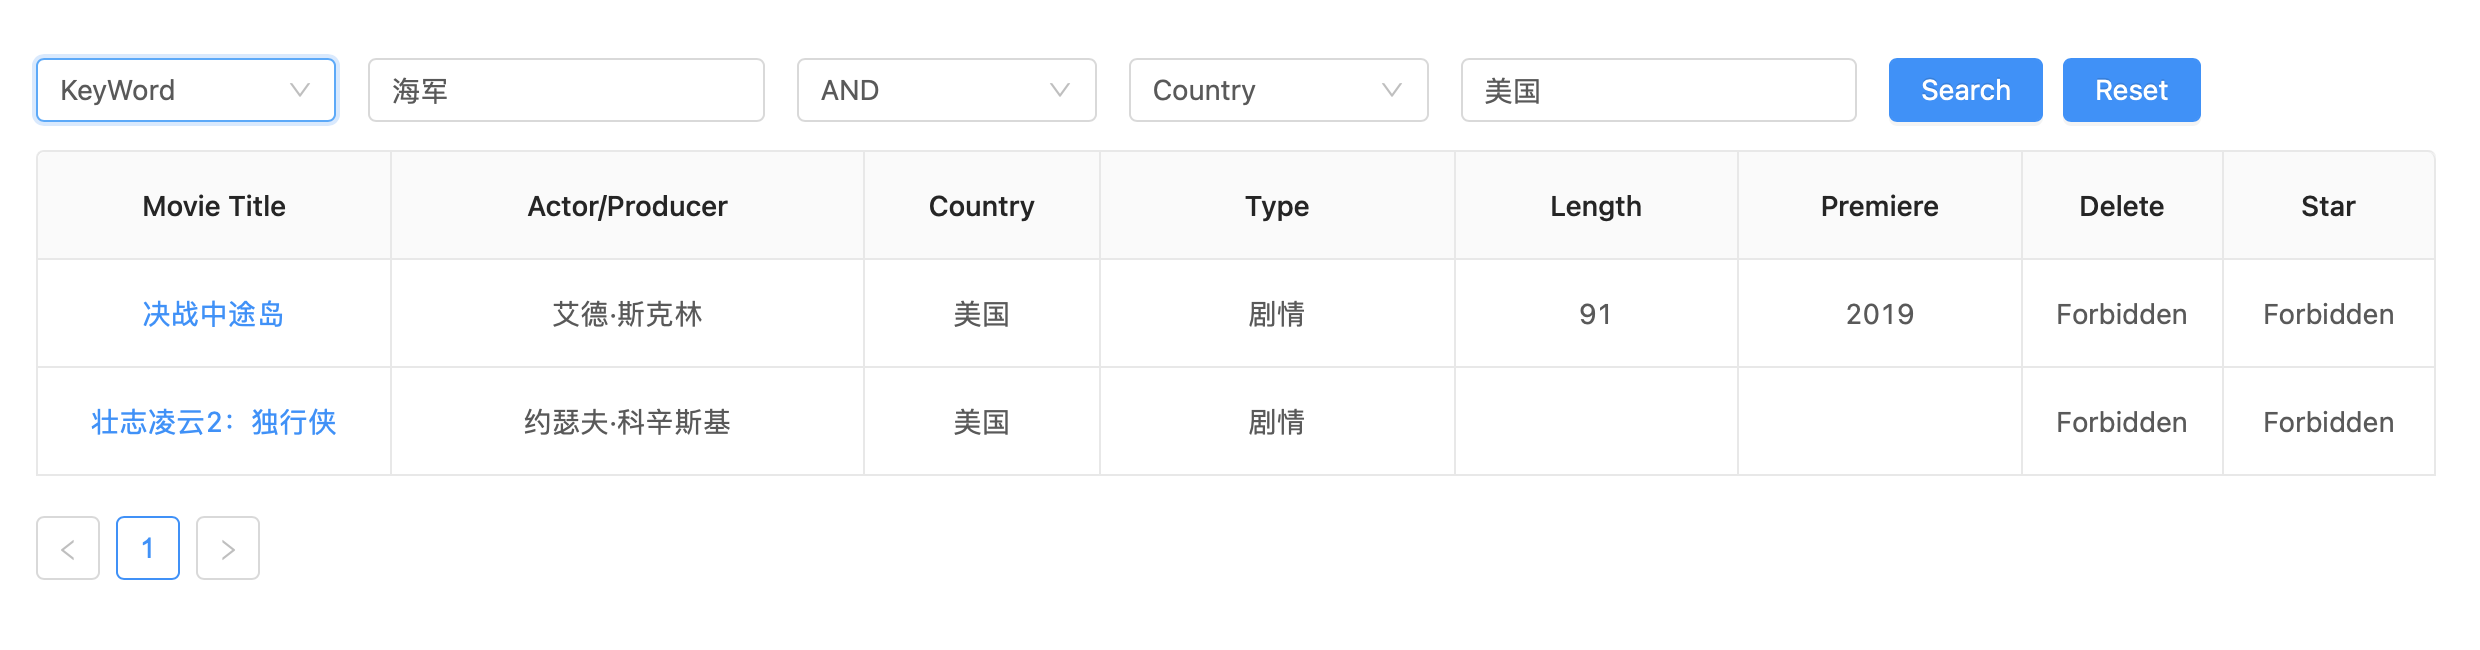 KeyWord 海军 AND Country 美国 Search Reset
Movie Title Actor/Producer Country Type Length Premiere Delete Star
决战中途岛 艾德·斯克林 美国 剧情 91 2019 Forbidden Forbidden
壮志凌云2：独行侠 约瑟夫·科辛斯基 美国 剧情 Forbidden Forbidden
1